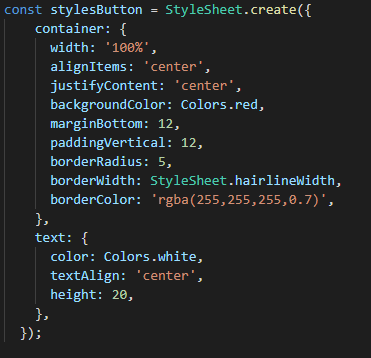 const stylesButton = StyleSheet.create({
container: {
width: '100%',
alignItems: 'center',
justifyContent: 'center',
backgroundColor: Colors.red,
marginBottom: 12,
paddingVertical: 12,
borderRadius: 5,
borderWidth: StyleSheet.hairlineWidth,
borderColor: 'rgba(255,255,255,0.7)',
},
text: {
color: Colors.white,
textAlign: 'center',
height: 20,
},
});